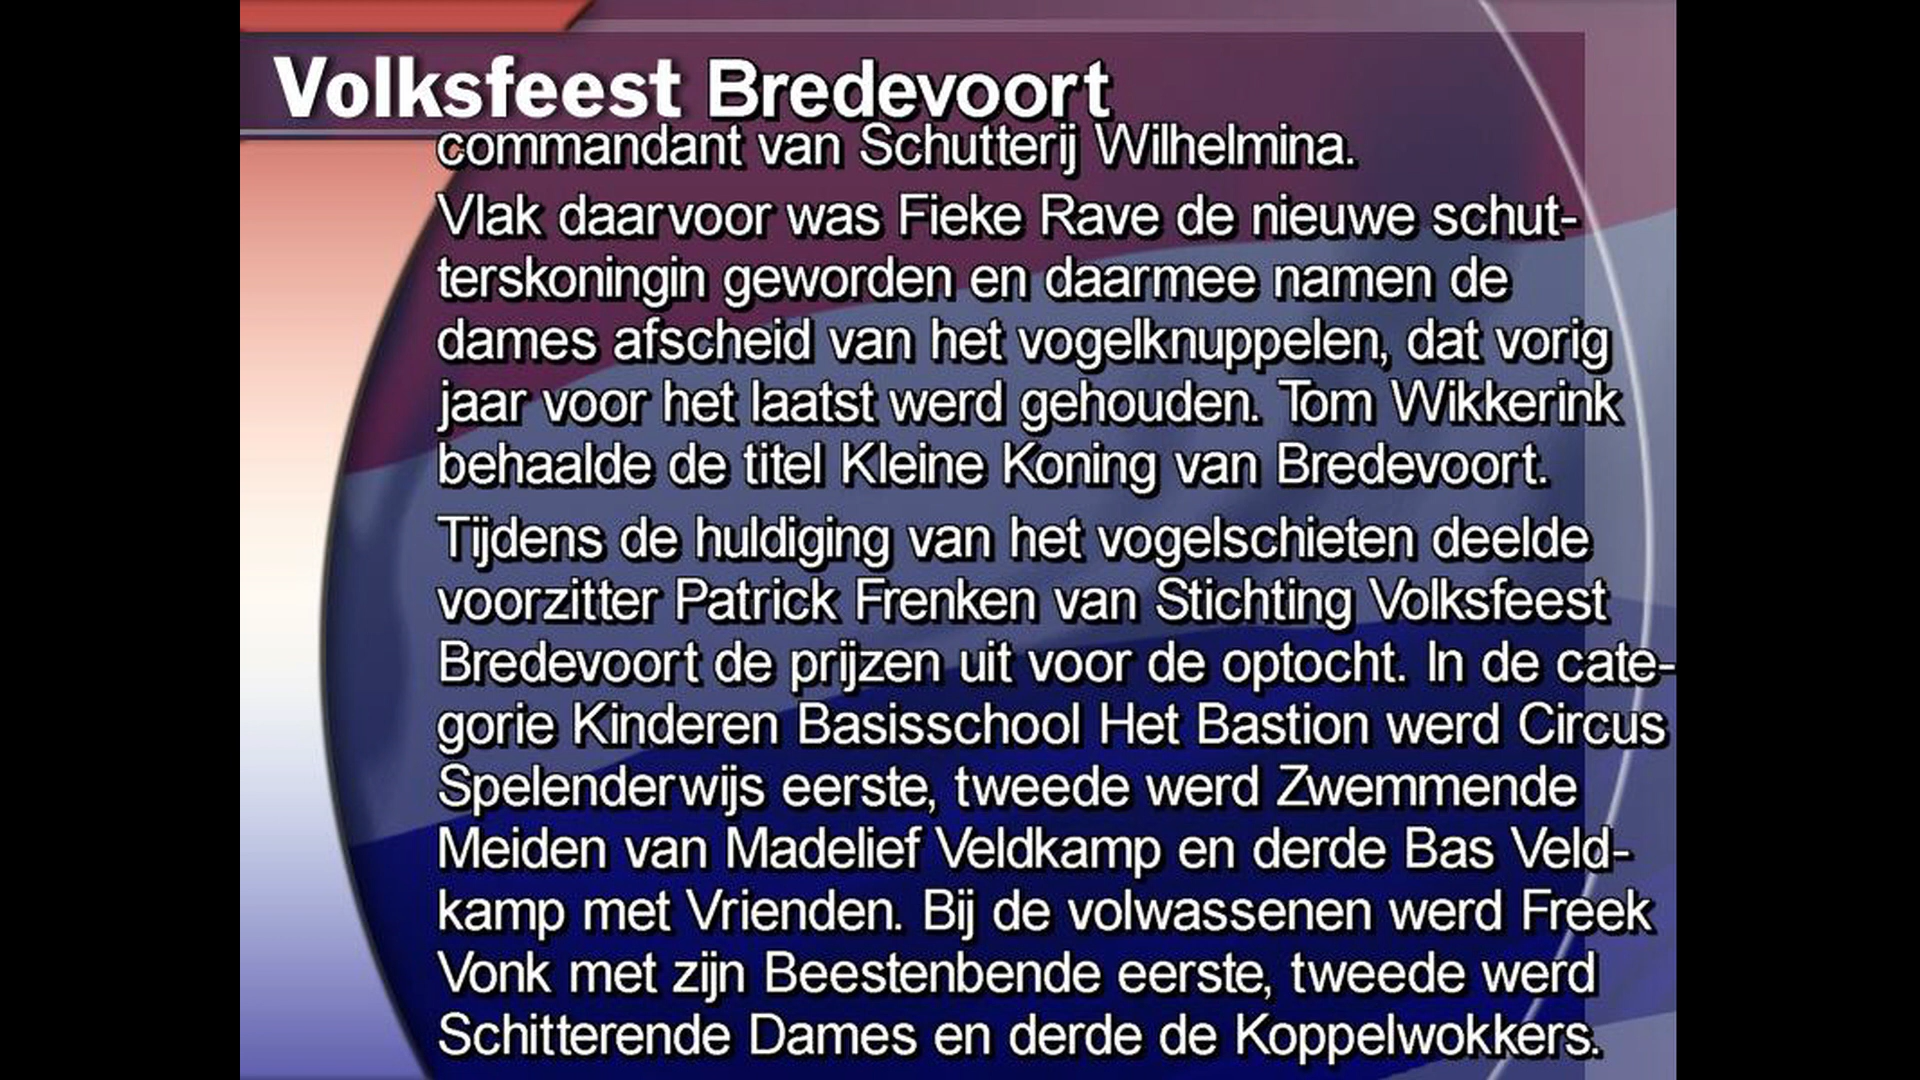 Volksfeest Bredevoort
commandant van Schutterij Wilhelmina.
Vlak daarvoor was Fieke Rave de nieuwe schut-
terskoningin geworden en daarmee namen de
dames afscheid van het vogelknuppelen, dat vorig
jaar voor het laatst werd gehouden. Tom Wikkerink
behaalde de titel Kleine Koning van Bredevoort.
Tijdens de huldiging van het vogelschieten deelde
voorzitter Patrick Frenken van Stichting Volksfeest
Bredevoort de prijzen uit voor de optocht. In de cate-
gorie Kinderen Basisschool Het Bastion werd Circus
Spelenderwijs eerste, tweede werd Zwemmende
Meiden van Madelief Veldkamp en derde Bas Veld-
kamp met Vrienden. Bij de volwassenen werd Freek
Vonk met zijn Beestenbende eerste, tweede werd
Schitterende Dames en derde de Koppelwokkers.